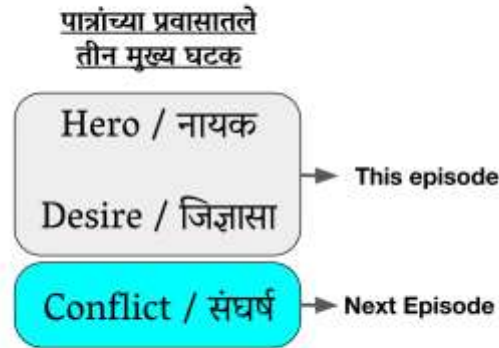 पात्रांच्या प्रवासातले
तीन मुख्य घटक
Hero / नायक
Desire / जिज्ञासा
This episode
Conflict / संघर्ष
Next Episode